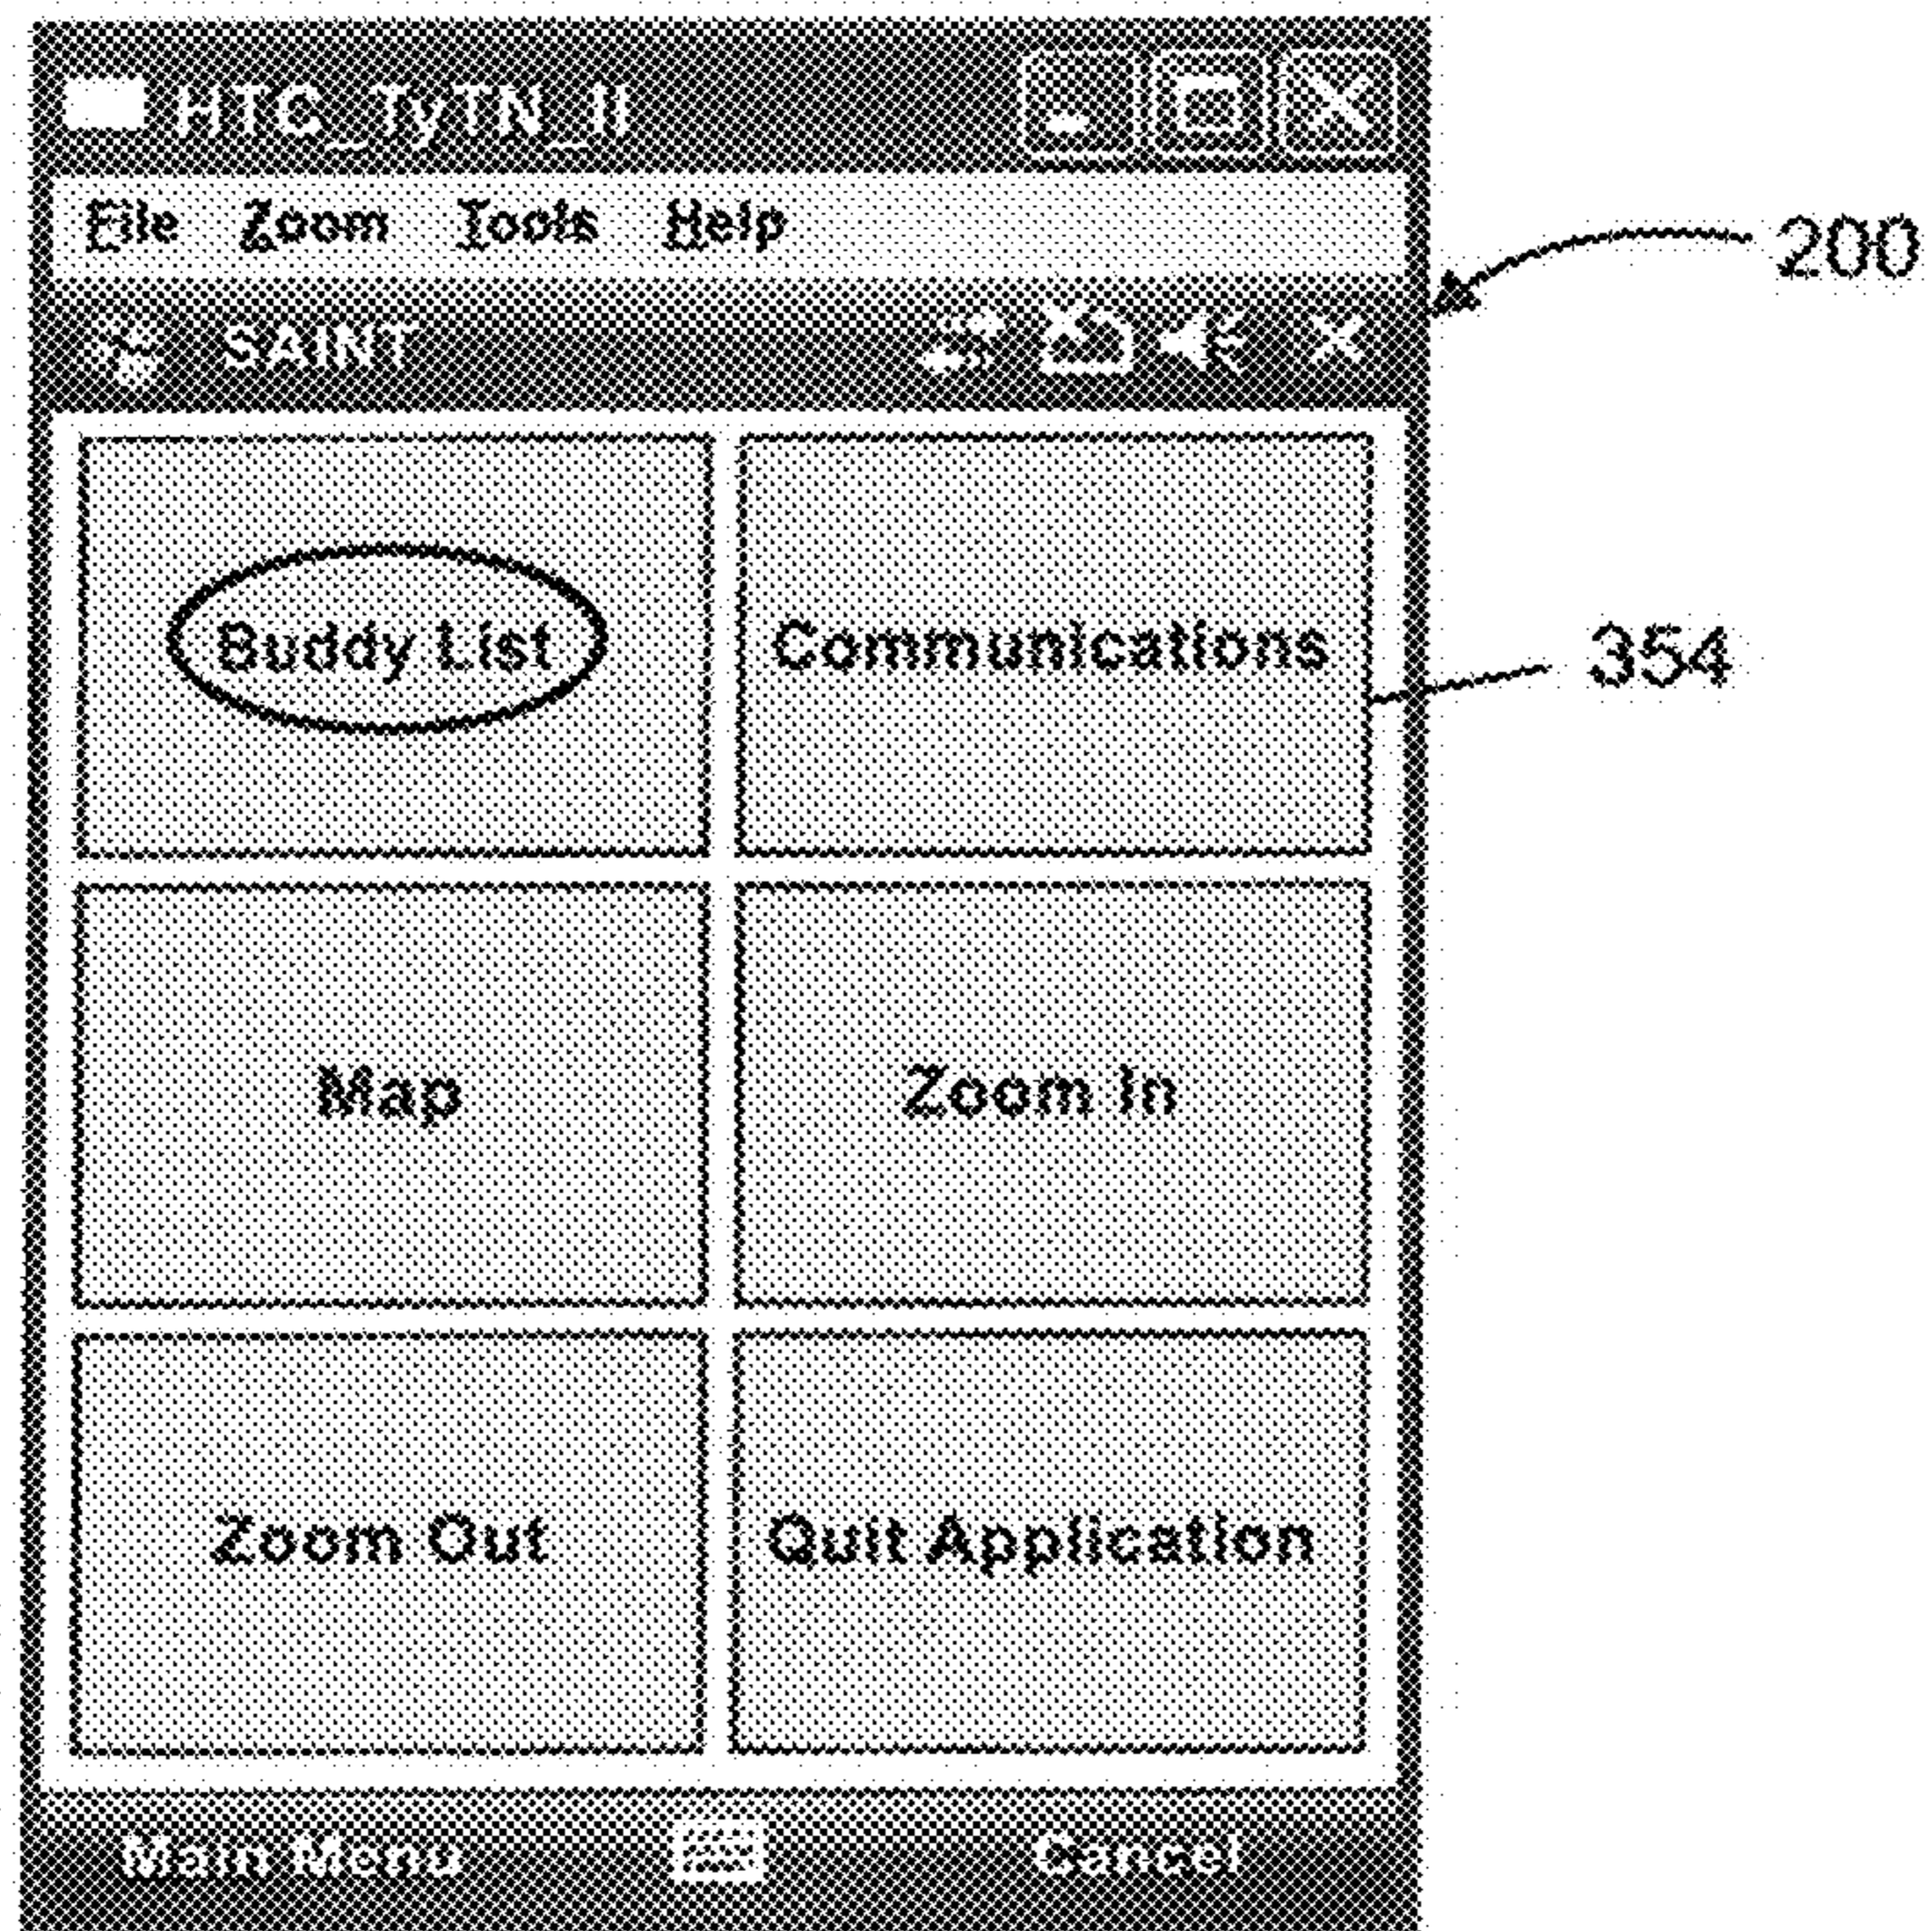 HTC_TyTN_II
File Zoom Tools Help
200
SAINT
Buddy List Communications
354
Map Zoom In
Zoom Out Quit Application
Main Menu Cancel